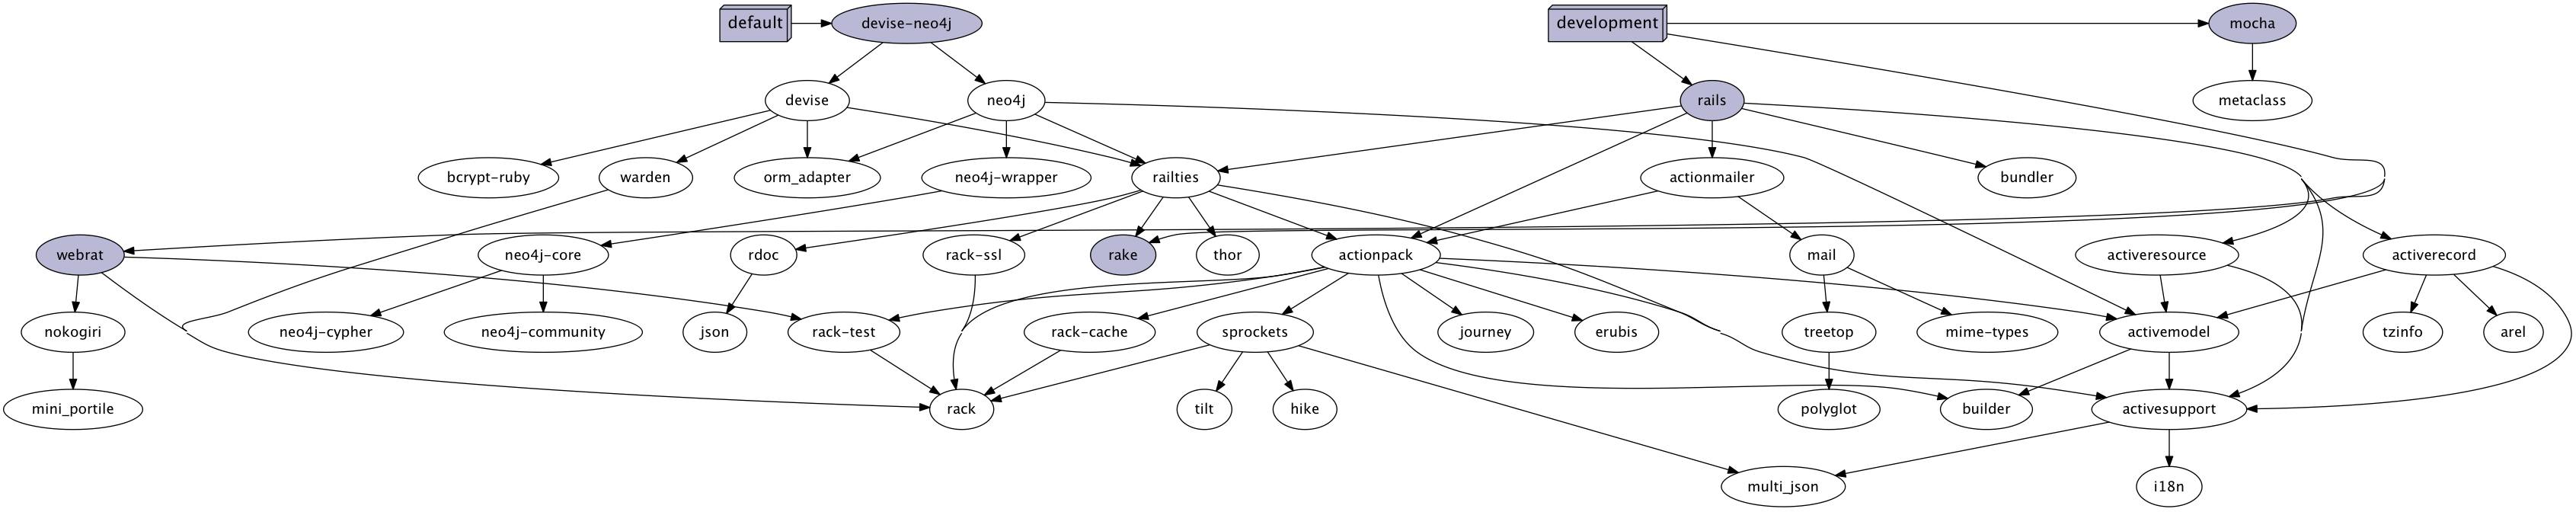 default
devise-neo4j
development
mocha
devise
neo4j
rails
metaclass
bcrypt-ruby
warden
orm_adapter
neo4j-wrapper
railties
actionmailer
bundler
webrat
neo4j-core
rdoc
rack-ssl
rake
thor
actionpack
mail
activeresource
activerecord
nokogiri
neo4j-cypher
neo4j-community
json
rack-test
rack-cache
sprockets
journey
erubis
treetop
mime-types
activemodel
tzinfo
arel
mini_portile
rack
tilt
hike
polyglot
builder
activesupport
multi_json
i18n